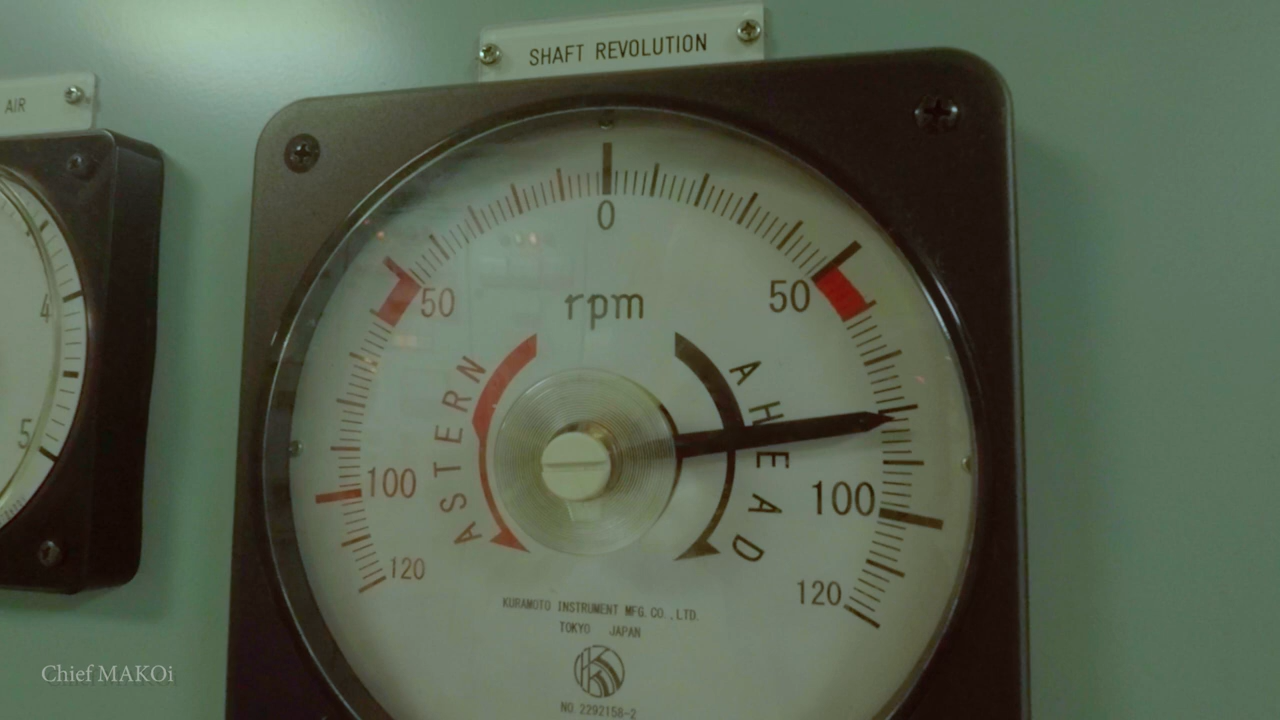 SHAFT REVOLUTION
AIR
0
50
rpm
50
4
ASTERN
AHEAD
5
100
100
120
120
KURAMOTO INSTRUMENT MFG.CO.,LTD.
TOKYO JAPAN
NO.2292158-2
Chief MAKOi